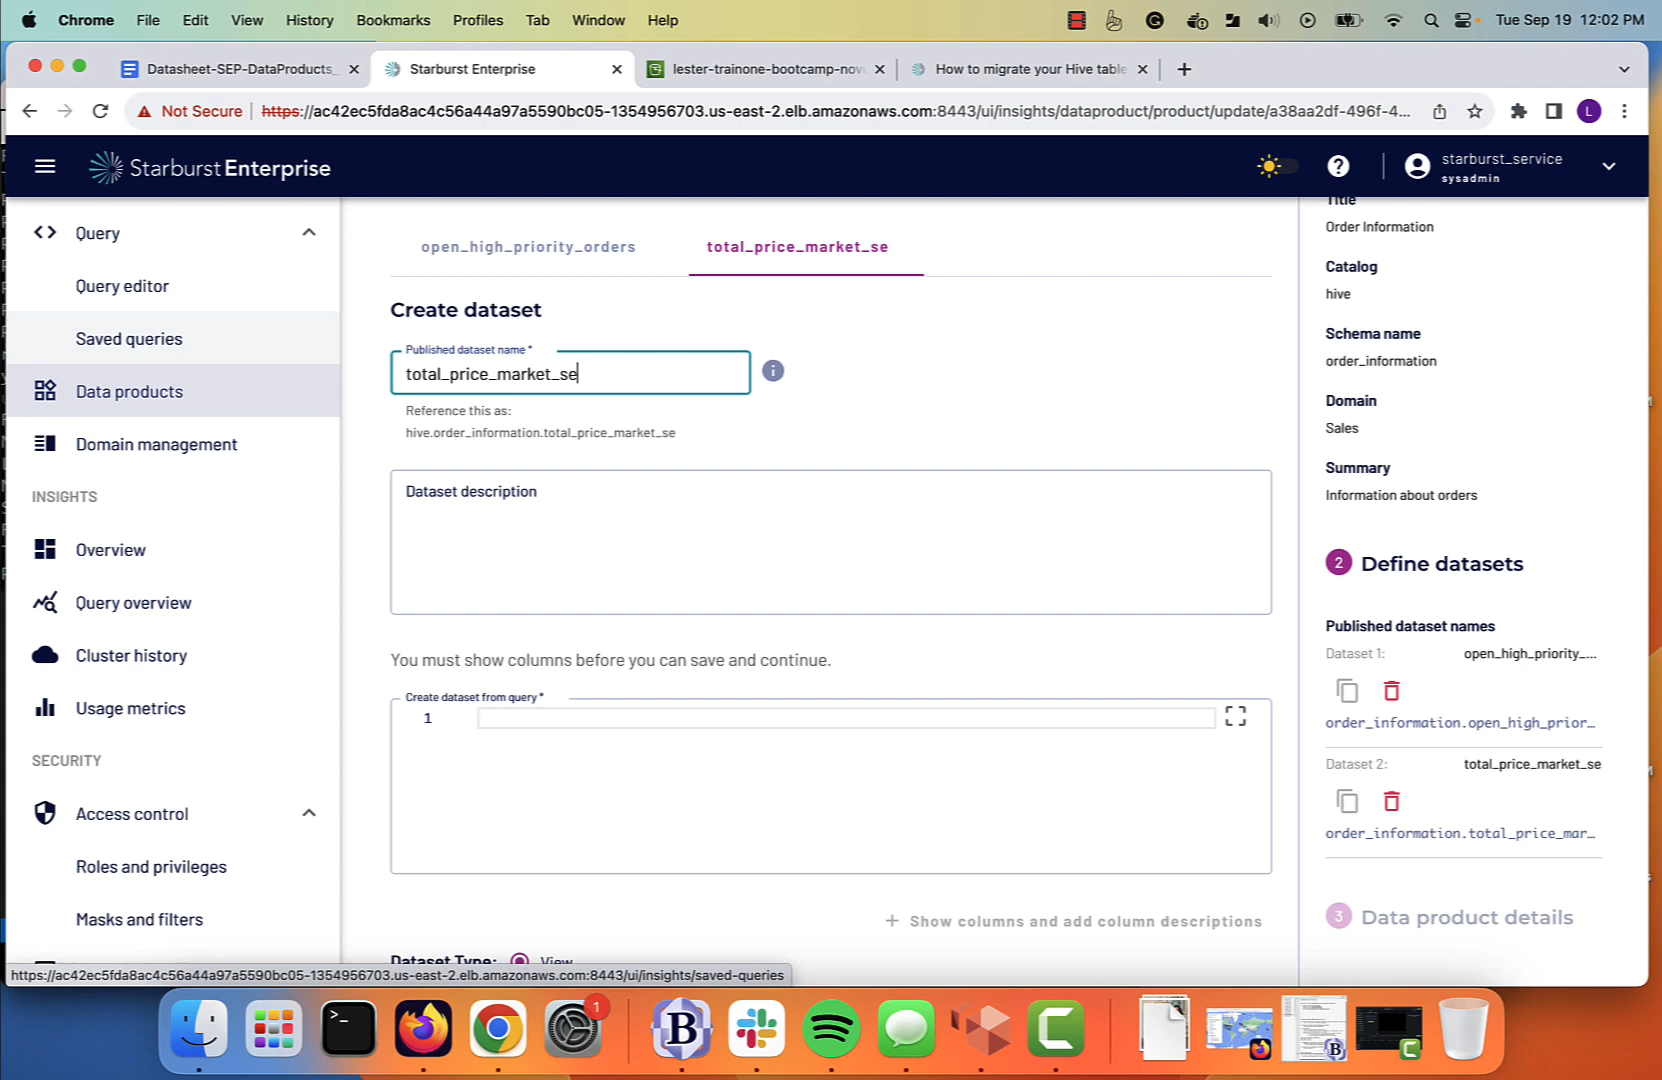 Chrome File Edit View History Bookmarks Profiles Tab Window Help Tue Sep 19 12:02 PM
Datasheet-SEP-DataProducts_
Starburst Enterprise
lester-trainone-bootcamp-nov
How to migrate your Hive table
Not Secure https://ac42ec5fda8ac4c56a44a97a5590bc05-1354956703.us-east-2.elb.amazonaws.com:8443/ui/insights/dataproduct/product/update/a38aa2df-496f-4... L
Starburst Enterprise
starburst_service
sysadmin
Query
Query editor
Saved queries
Data products
Domain management
INSIGHTS
Overview
Query overview
Cluster history
Usage metrics
SECURITY
Access control
Roles and privileges
Masks and filters
open_high_priority_orders
total_price_market_se
Create dataset
Published dataset name *
total_price_market_se
Reference this as:
hive.order_information.total_price_market_se
Dataset description
You must show columns before you can save and continue.
Create dataset from query *
1
+ Show columns and add column descriptions
Dataset Type: View
Title
Order Information
Catalog
hive
Schema name
order_information
Domain
Sales
Summary
Information about orders
2 Define datasets
Published dataset names
Dataset 1: open_high_priority_...
order_information.open_high_prior...
Dataset 2: total_price_market_se
order_information.total_price_mar...
3 Data product details
https://ac42ec5fda8ac4c56a44a97a5590bc05-1354956703.us-east-2.elb.amazonaws.com:8443/ui/insights/saved-queries
1
B